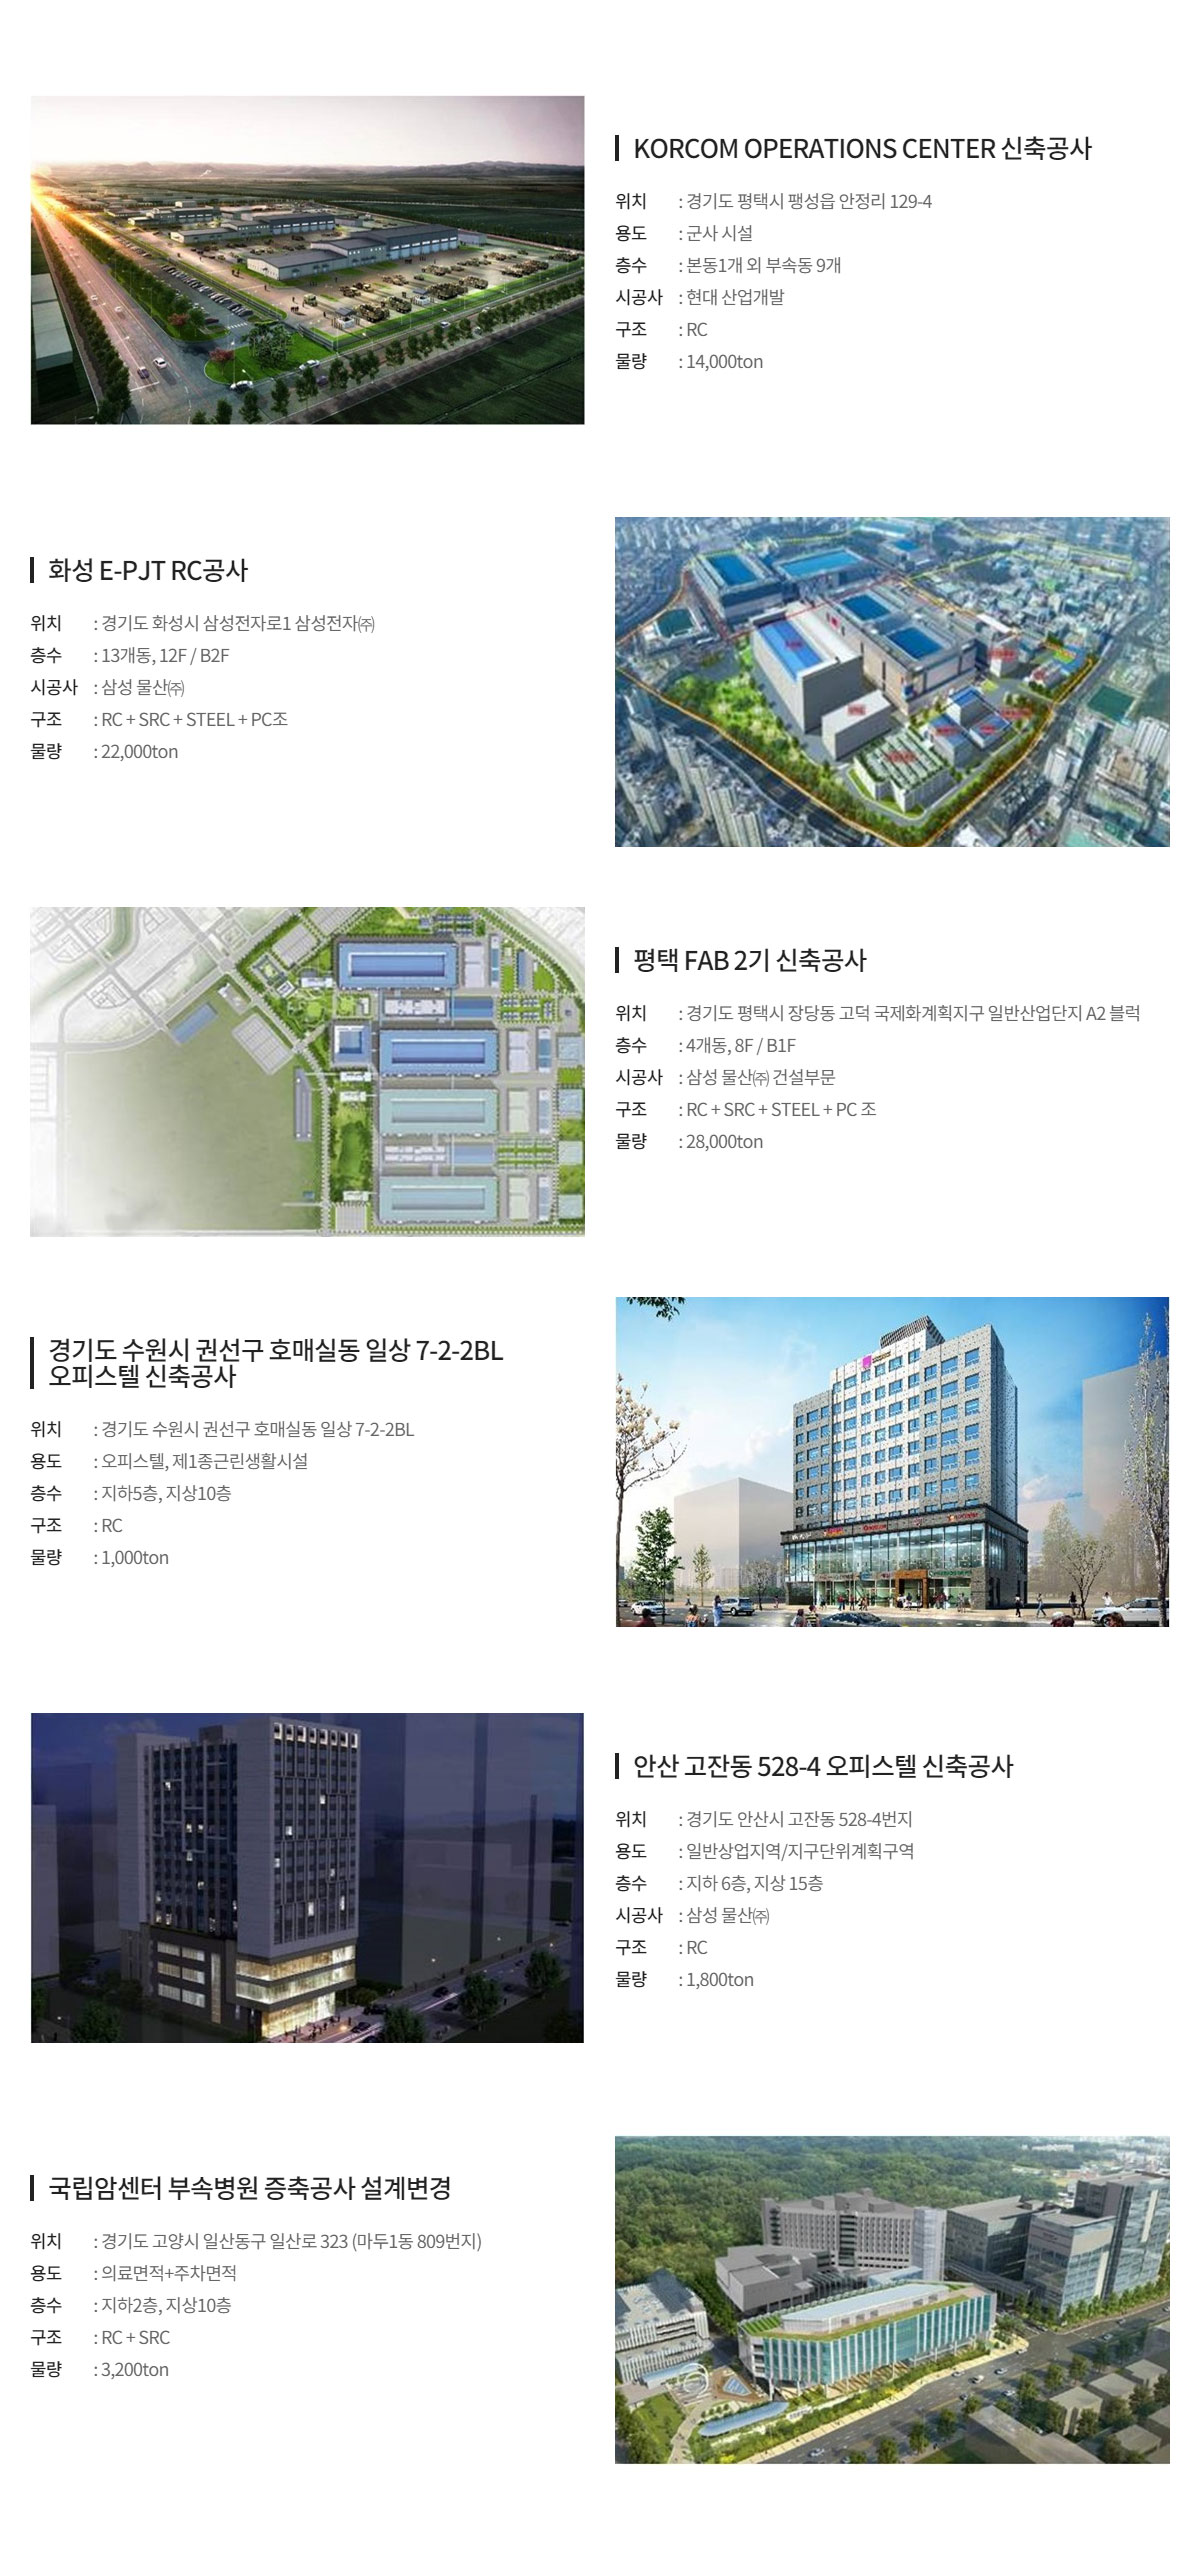 KORCOM OPERATIONS CENTER 신축공사
위치 : 경기도 평택시 팽성읍 안정리 129-4
용도 : 군사 시설
층수 : 본동1개 외 부속동 9개
시공사 : 현대 산업개발
구조 : RC
물량 : 14,000ton
화성 E-PJT RC공사
위치 : 경기도 화성시 삼성전자로1 삼성전자㈜
층수 : 13개동, 12F / B2F
시공사 : 삼성 물산㈜
구조 : RC + SRC + STEEL + PC조
물량 : 22,000ton
평택 FAB 2기 신축공사
위치 : 경기도 평택시 장당동 고덕 국제화계획지구 일반산업단지 A2 블럭
층수 : 4개동, 8F / B1F
시공사 : 삼성 물산㈜ 건설부문
구조 : RC + SRC + STEEL + PC 조
물량 : 28,000ton
경기도 수원시 권선구 호매실동 일상 7-2-2BL
오피스텔 신축공사
위치 : 경기도 수원시 권선구 호매실동 일상 7-2-2BL
용도 : 오피스텔, 제1종근린생활시설
층수 : 지하5층, 지상10층
구조 : RC
물량 : 1,000ton
안산 고잔동 528-4 오피스텔 신축공사
위치 : 경기도 안산시 고잔동 528-4번지
용도 : 일반상업지역/지구단위계획구역
층수 : 지하 6층, 지상 15층
시공사 : 삼성 물산㈜
구조 : RC
물량 : 1,800ton
국립암센터 부속병원 증축공사 설계변경
위치 : 경기도 고양시 일산동구 일산로 323 (마두1동 809번지)
용도 : 의료면적+주차면적
층수 : 지하2층, 지상10층
구조 : RC + SRC
물량 : 3,200ton